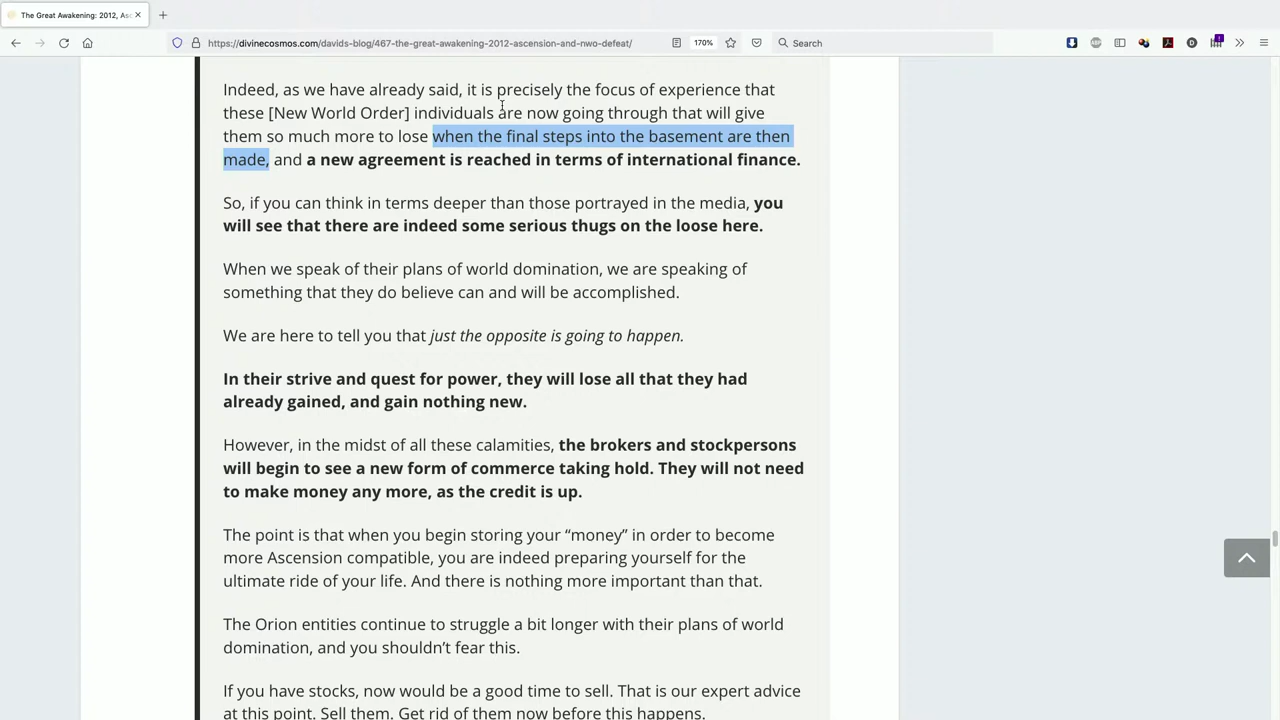 The Great Awakening: 2012, As
https://divinecosmos.com/davids-blog/467-the-great-awakening-2012-ascension-and-nwo-defeat/
170%
Search
Indeed, as we have already said, it is precisely the focus of experience that
these [New World Order] individuals are now going through that will give
them so much more to lose when the final steps into the basement are then
made, and a new agreement is reached in terms of international finance.
So, if you can think in terms deeper than those portrayed in the media, you
will see that there are indeed some serious thugs on the loose here.
When we speak of their plans of world domination, we are speaking of
something that they do believe can and will be accomplished.
We are here to tell you that just the opposite is going to happen.
In their strive and quest for power, they will lose all that they had
already gained, and gain nothing new.
However, in the midst of all these calamities, the brokers and stockpersons
will begin to see a new form of commerce taking hold. They will not need
to make money any more, as the credit is up.
The point is that when you begin storing your “money” in order to become
more Ascension compatible, you are indeed preparing yourself for the
ultimate ride of your life. And there is nothing more important than that.
The Orion entities continue to struggle a bit longer with their plans of world
domination, and you shouldn’t fear this.
If you have stocks, now would be a good time to sell. That is our expert advice
at this point. Sell them. Get rid of them now before this happens.